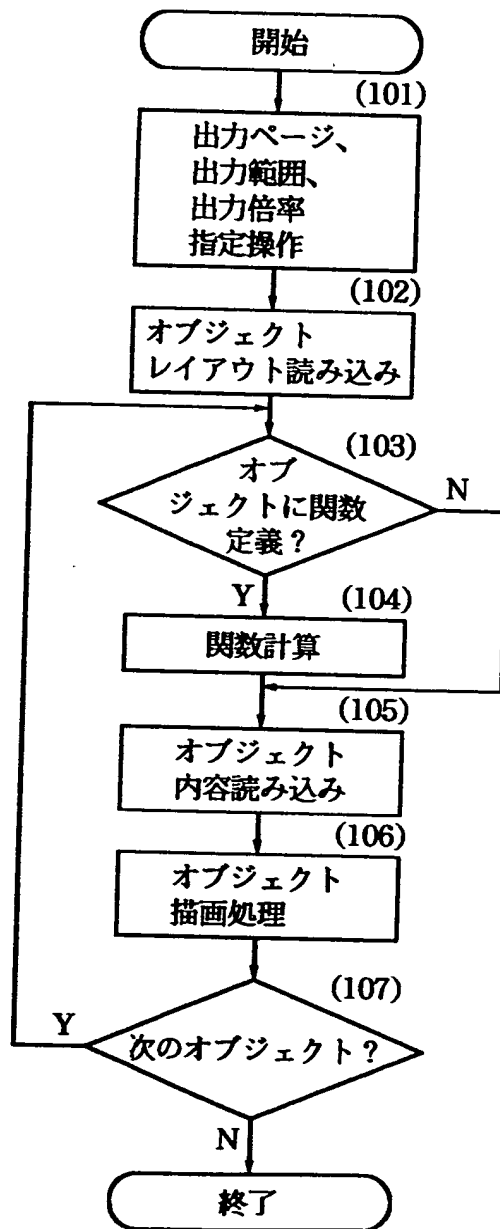 開始
(101)
出力ページ、
出力範囲、
出力倍率
指定操作
(102)
オブジェクト
レイアウト読み込み
(103)
オブ
ジェクトに関数
定義?
N
Y
(104)
関数計算
(105)
オブジェクト
内容読み込み
(106)
オブジェクト
描画処理
(107)
Y
次のオブジェクト?
N
終了